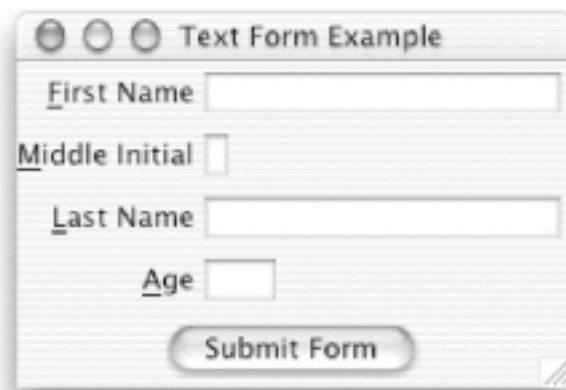 Text Form Example
First Name
Middle Initial
Last Name
Age
Submit Form